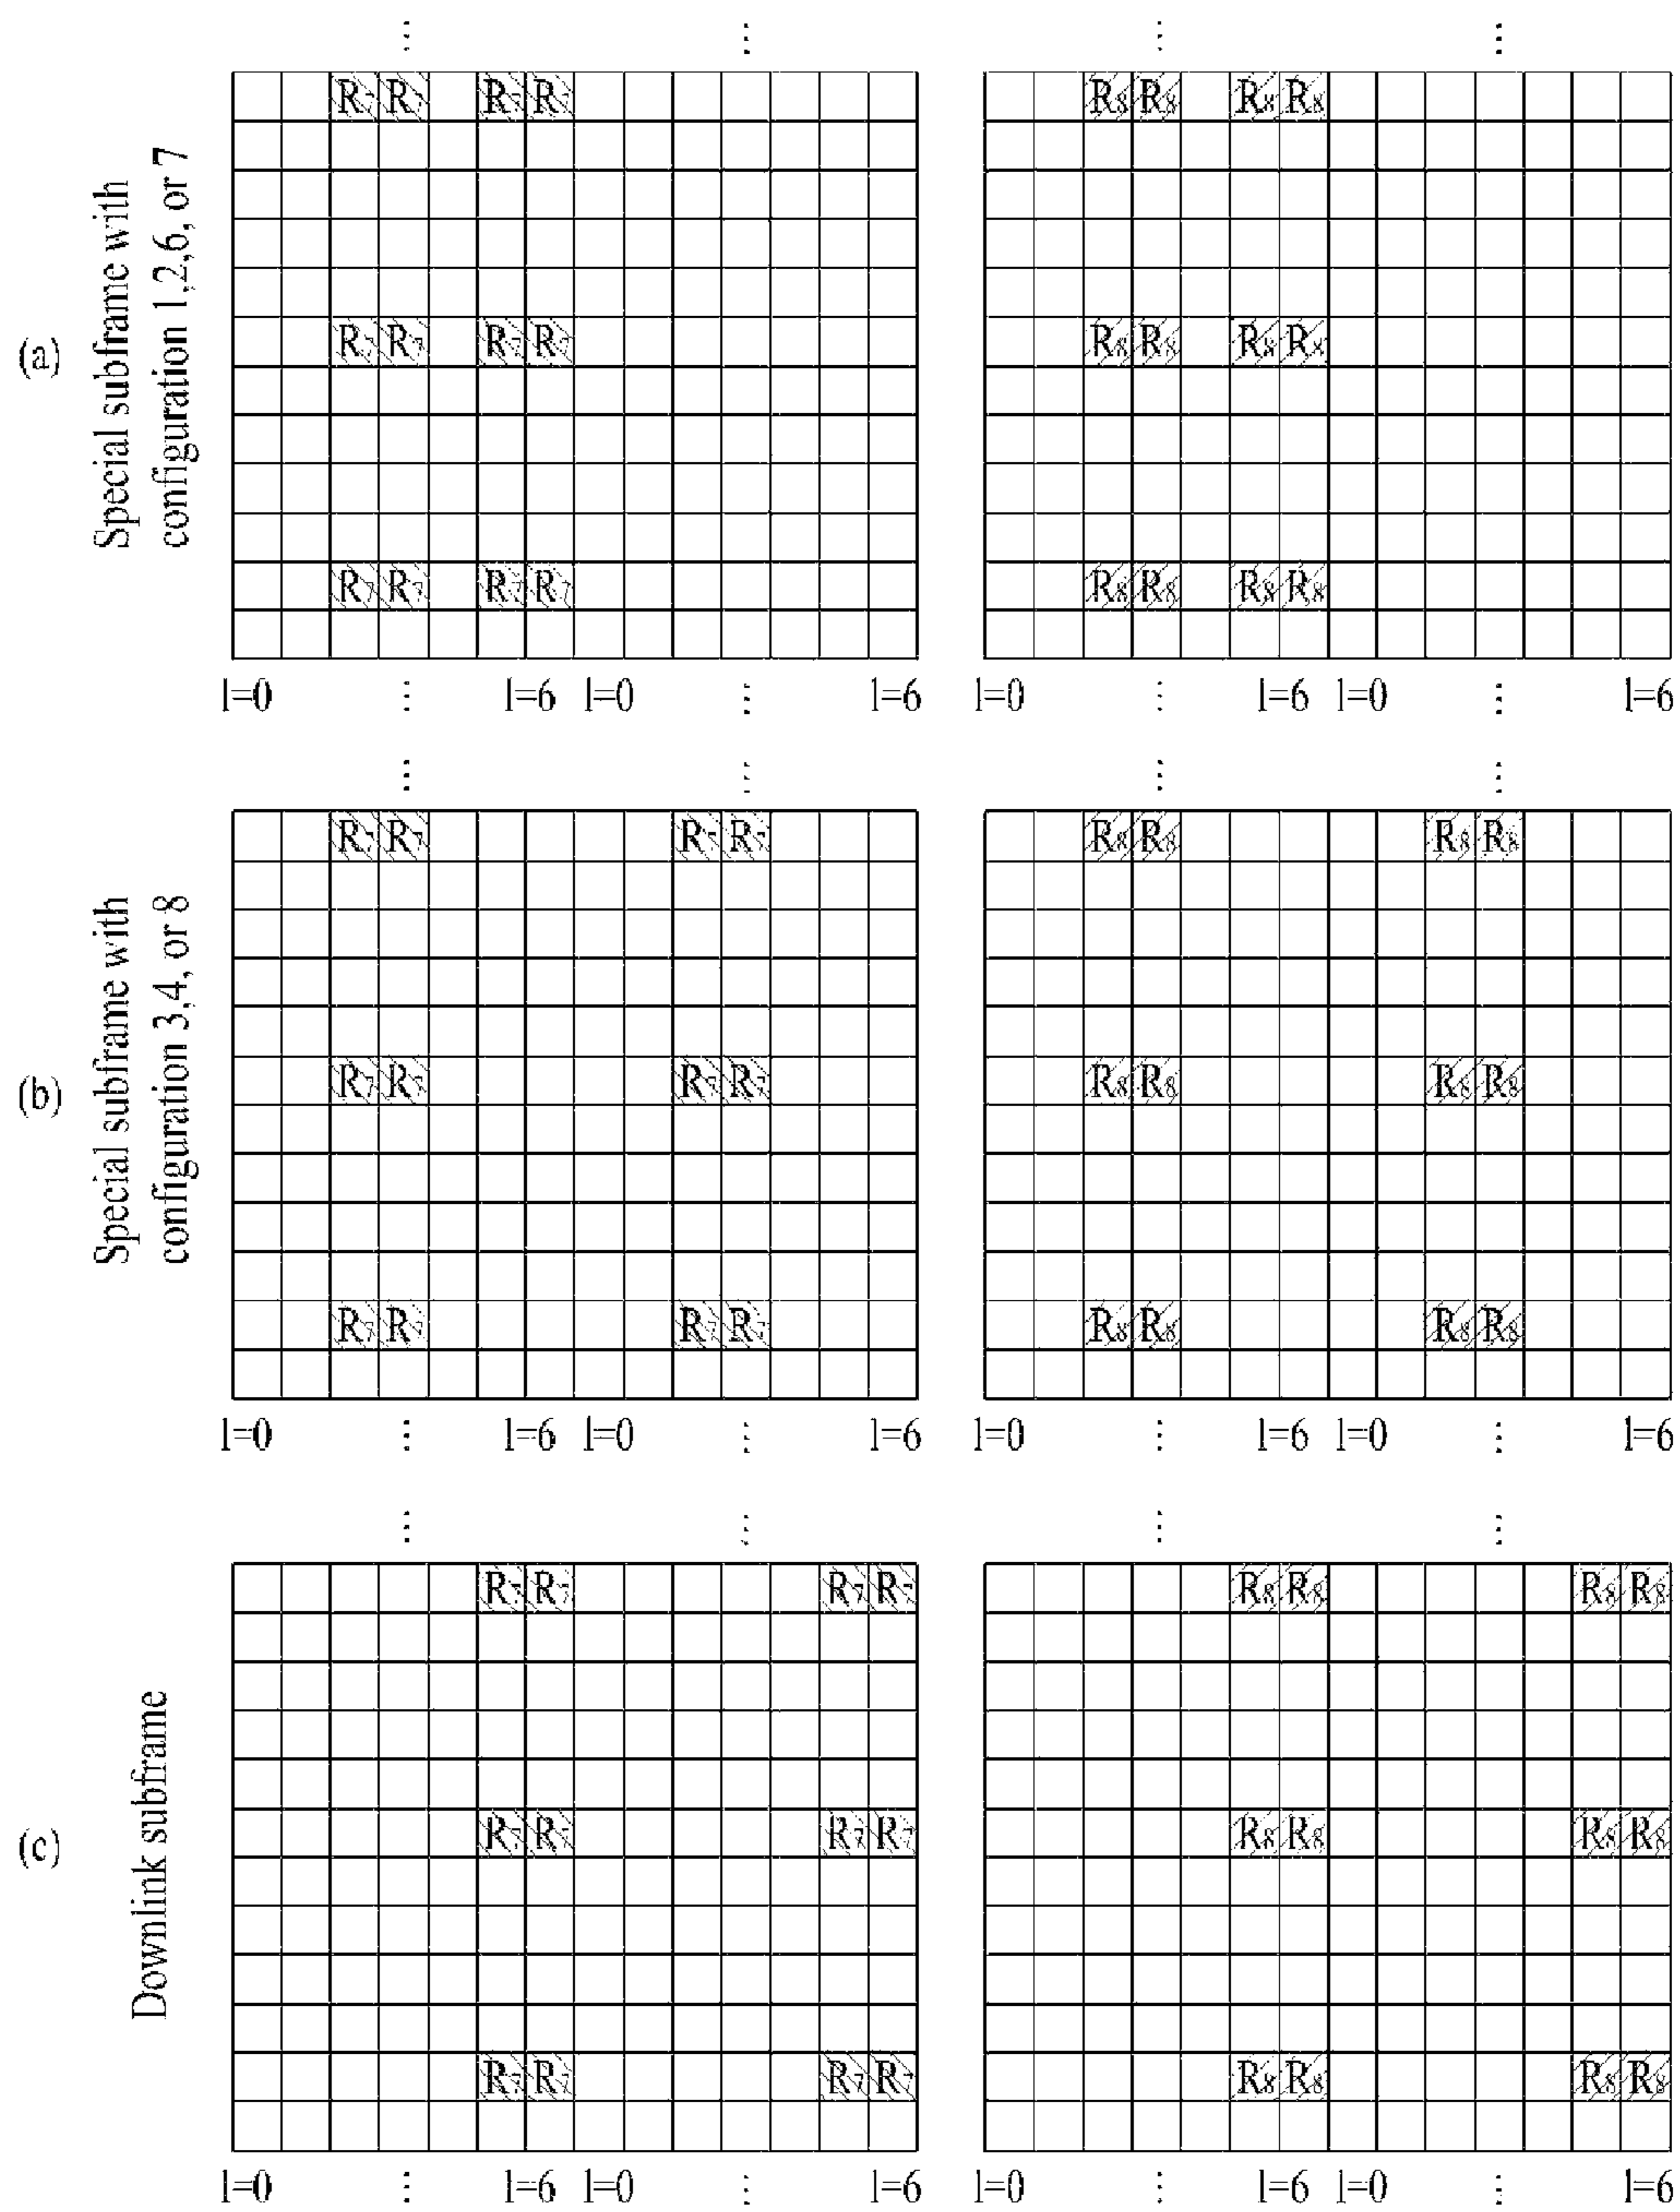 (a)
Special subframe with
configuration 1,2,6, or 7
R7 R7 R7 R7 R8 R8 R8 R8
R7 R7 R7 R7 R8 R8 R8 R8
R7 R7 R7 R7 R8 R8 R8 R8
l=0 l=6 l=0 l=6 l=0 l=6 l=0 l=6
(b)
Special subframe with
configuration 3,4, or 8
R7 R7 R7 R7 R8 R8 R8 R8
R7 R7 R7 R7 R8 R8 R8 R8
R7 R7 R7 R7 R8 R8 R8 R8
l=0 l=6 l=0 l=6 l=0 l=6 l=0 l=6
(c)
Downlink subframe
R7 R7 R7 R7 R8 R8 R8 R8
R7 R7 R7 R7 R8 R8 R8 R8
R7 R7 R7 R7 R8 R8 R8 R8
l=0 l=6 l=0 l=6 l=0 l=6 l=0 l=6